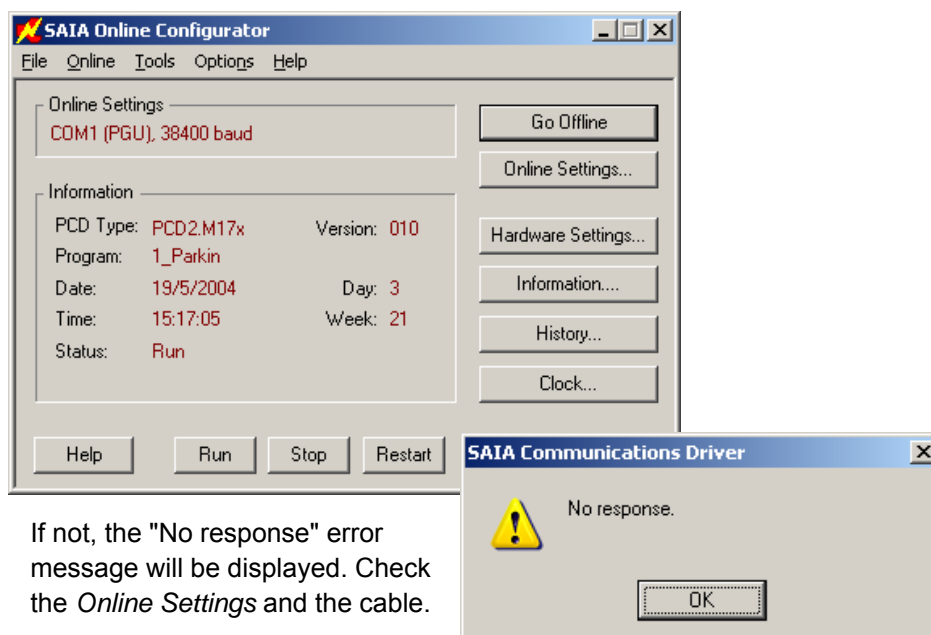 SAIA Online Configurator
File Online Tools Options Help
Online Settings
COM1 (PGU), 38400 baud
Go Offline
Online Settings...
Information
PCD Type: PCD2.M17x Version: 010
Hardware Settings...
Program: 1_Parkin
Date: 19/5/2004 Day: 3
Information....
Time: 15:17:05 Week: 21
History...
Status: Run
Clock...
Help Run Stop Restart
SAIA Communications Driver
No response.
OK
If not, the "No response" error
message will be displayed. Check
the Online Settings and the cable.